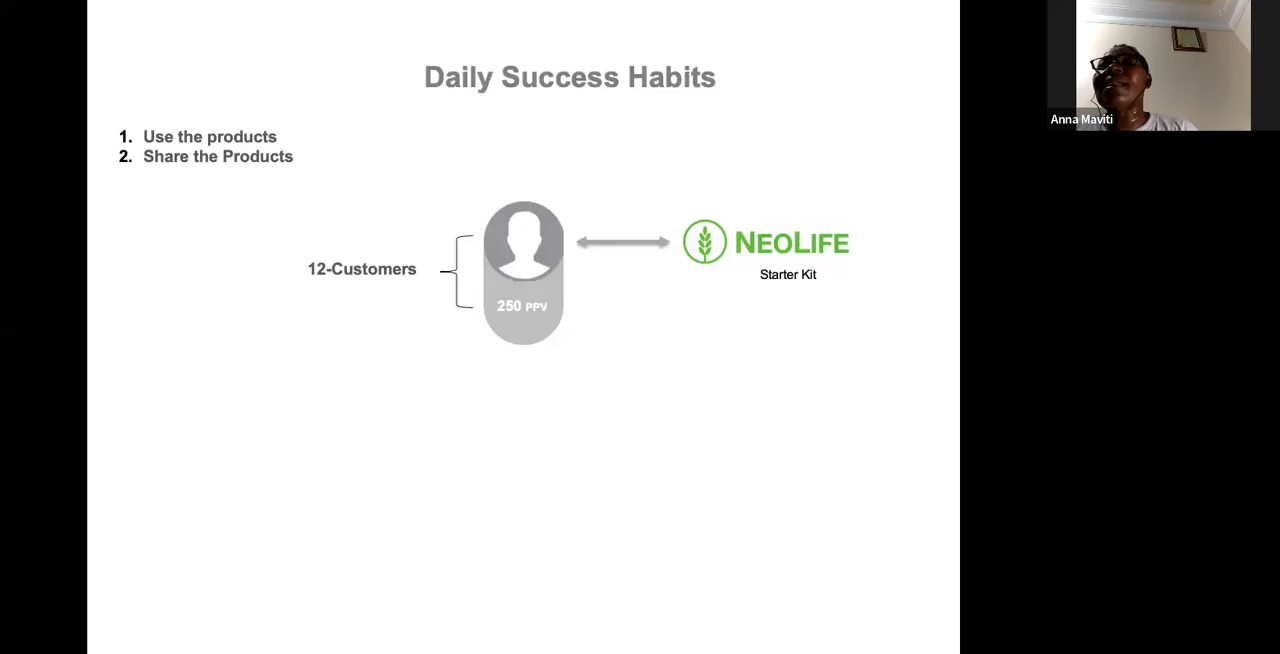 Daily Success Habits
1. Use the products
2. Share the Products
12-Customers
250 PPV
NEOLIFE
Starter Kit
Anna Maviti